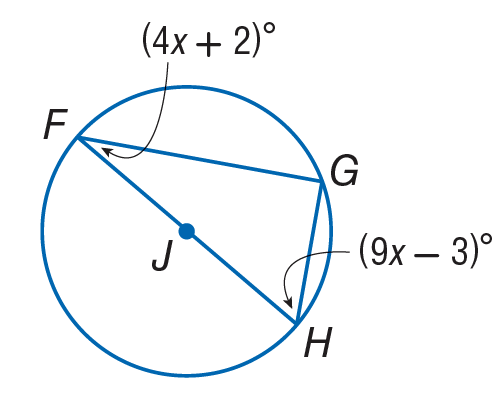 (4x + 2)°
F
G
J
(9x – 3)°
H